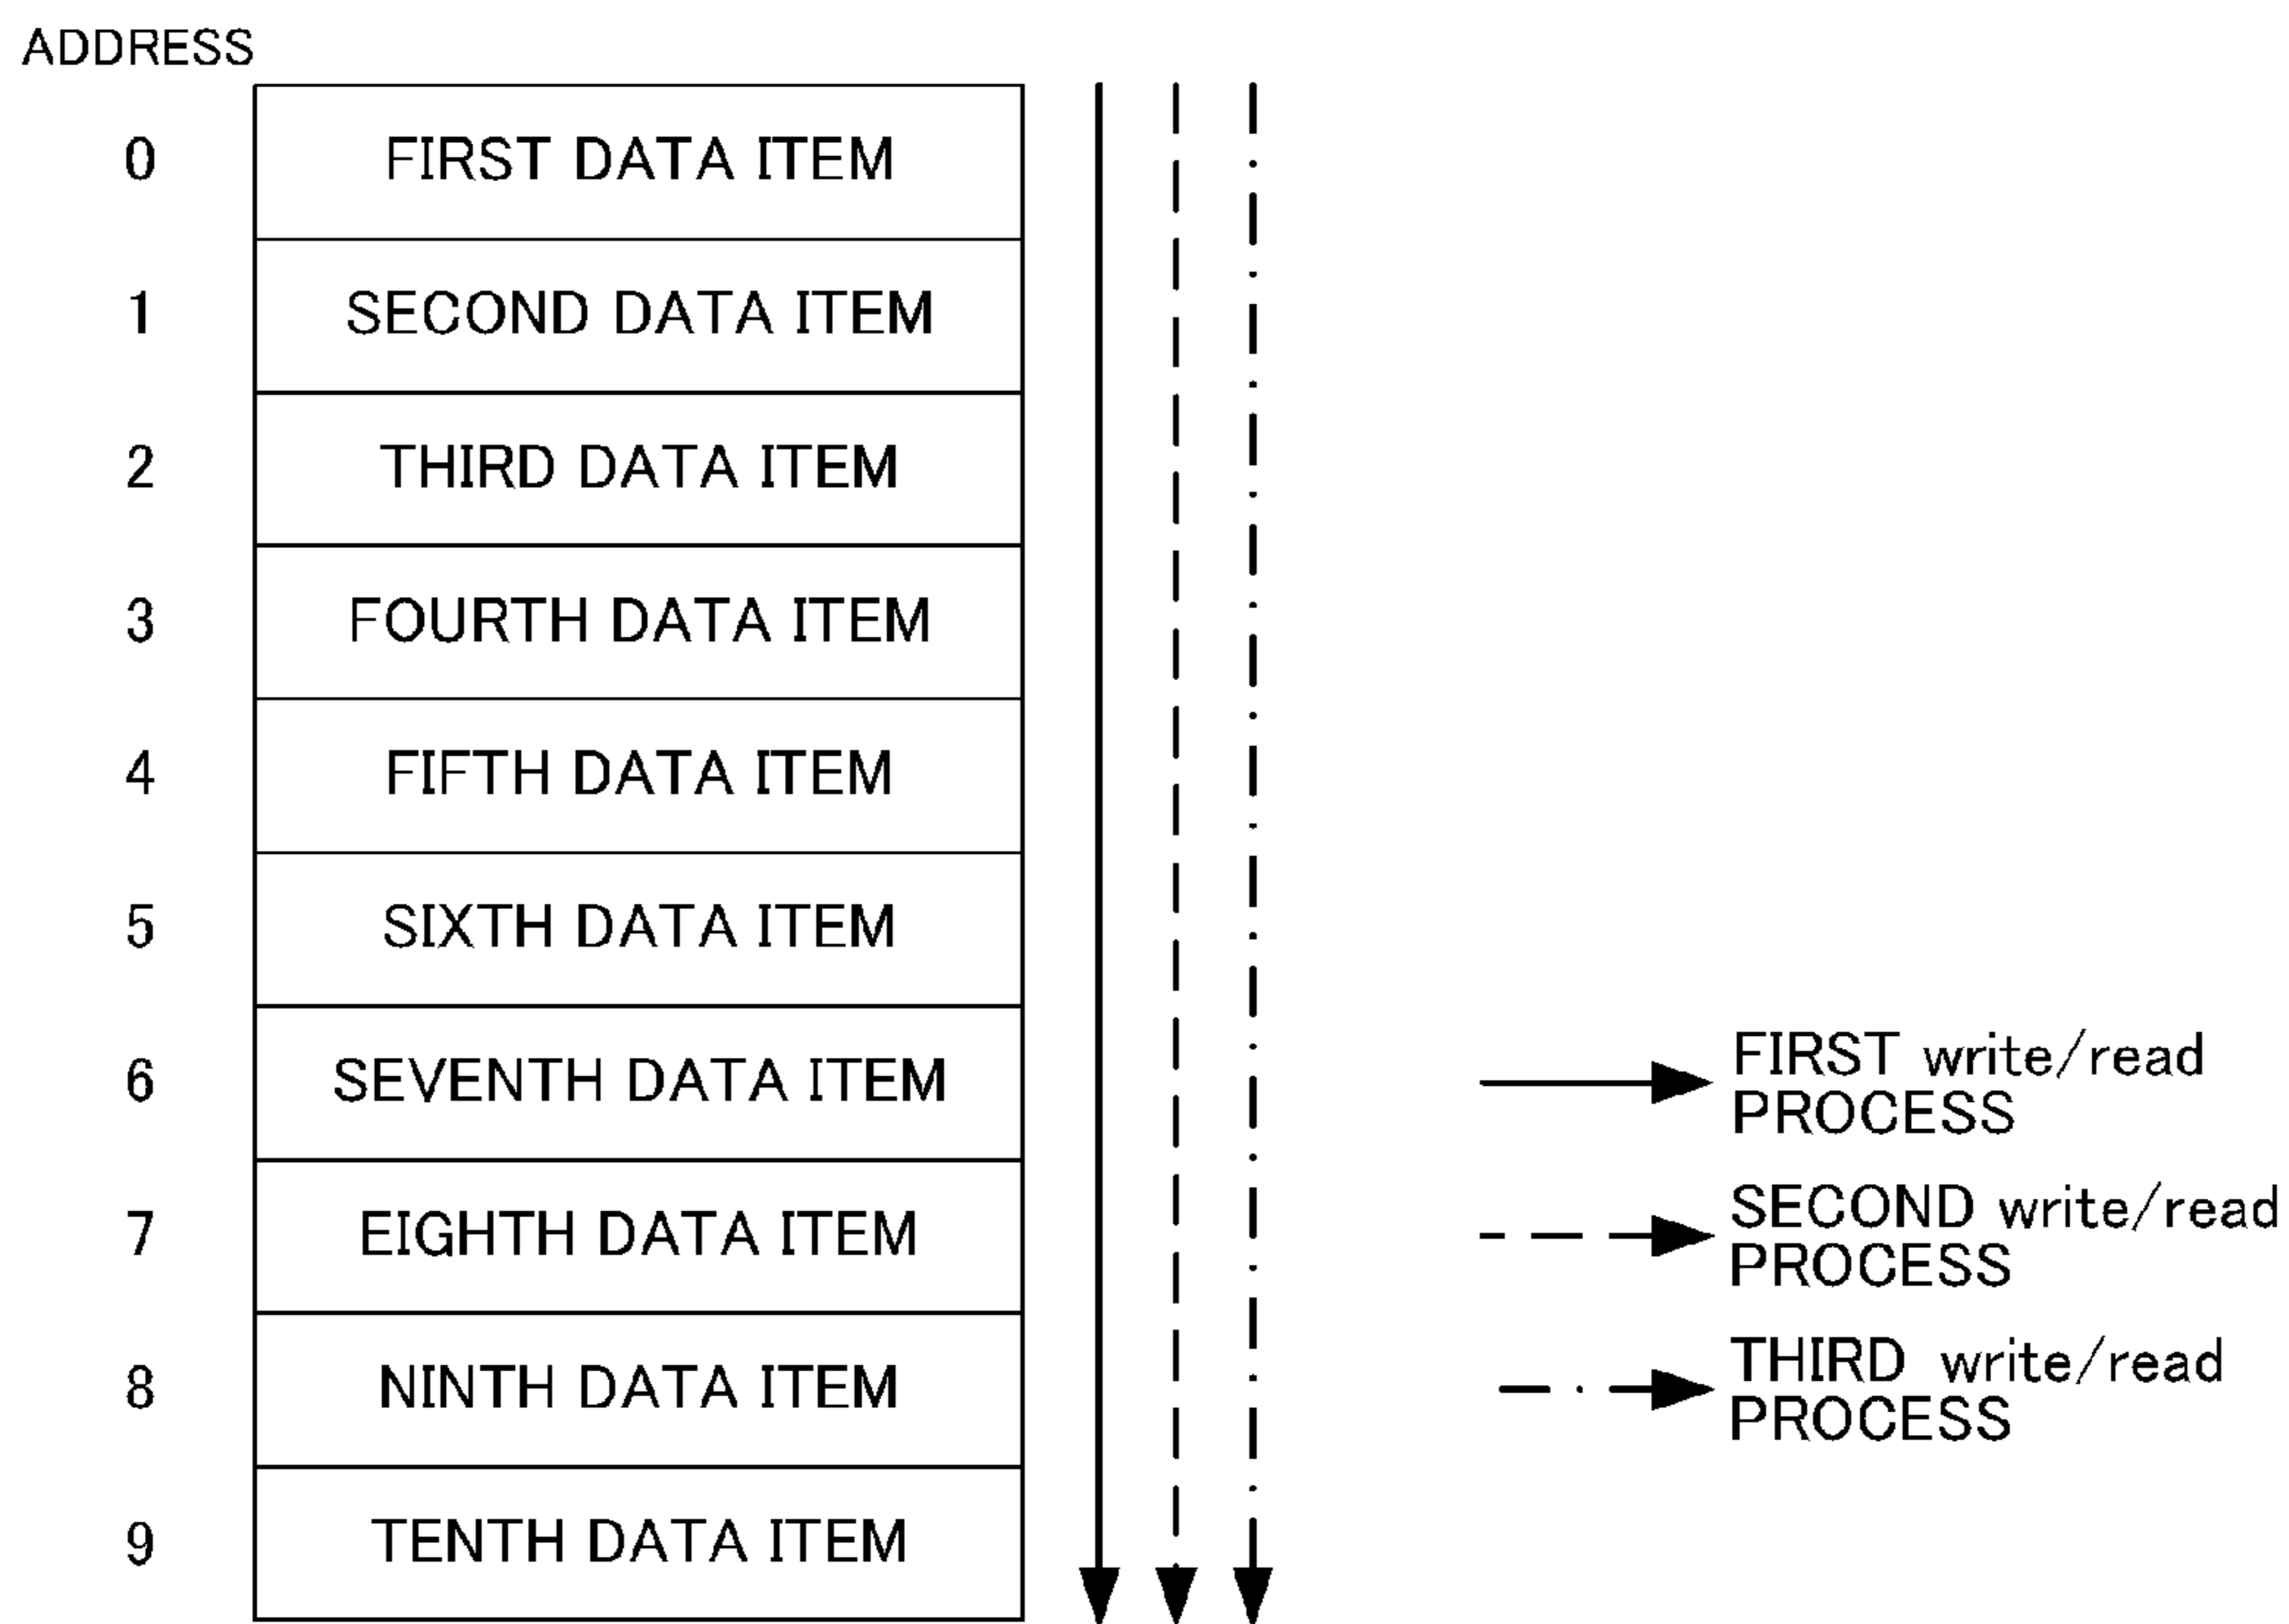 ADDRESS
0 FIRST DATA ITEM
1 SECOND DATA ITEM
2 THIRD DATA ITEM
3 FOURTH DATA ITEM
4 FIFTH DATA ITEM
5 SIXTH DATA ITEM
6 SEVENTH DATA ITEM
7 EIGHTH DATA ITEM
8 NINTH DATA ITEM
9 TENTH DATA ITEM
FIRST write/read
PROCESS
SECOND write/read
PROCESS
THIRD write/read
PROCESS